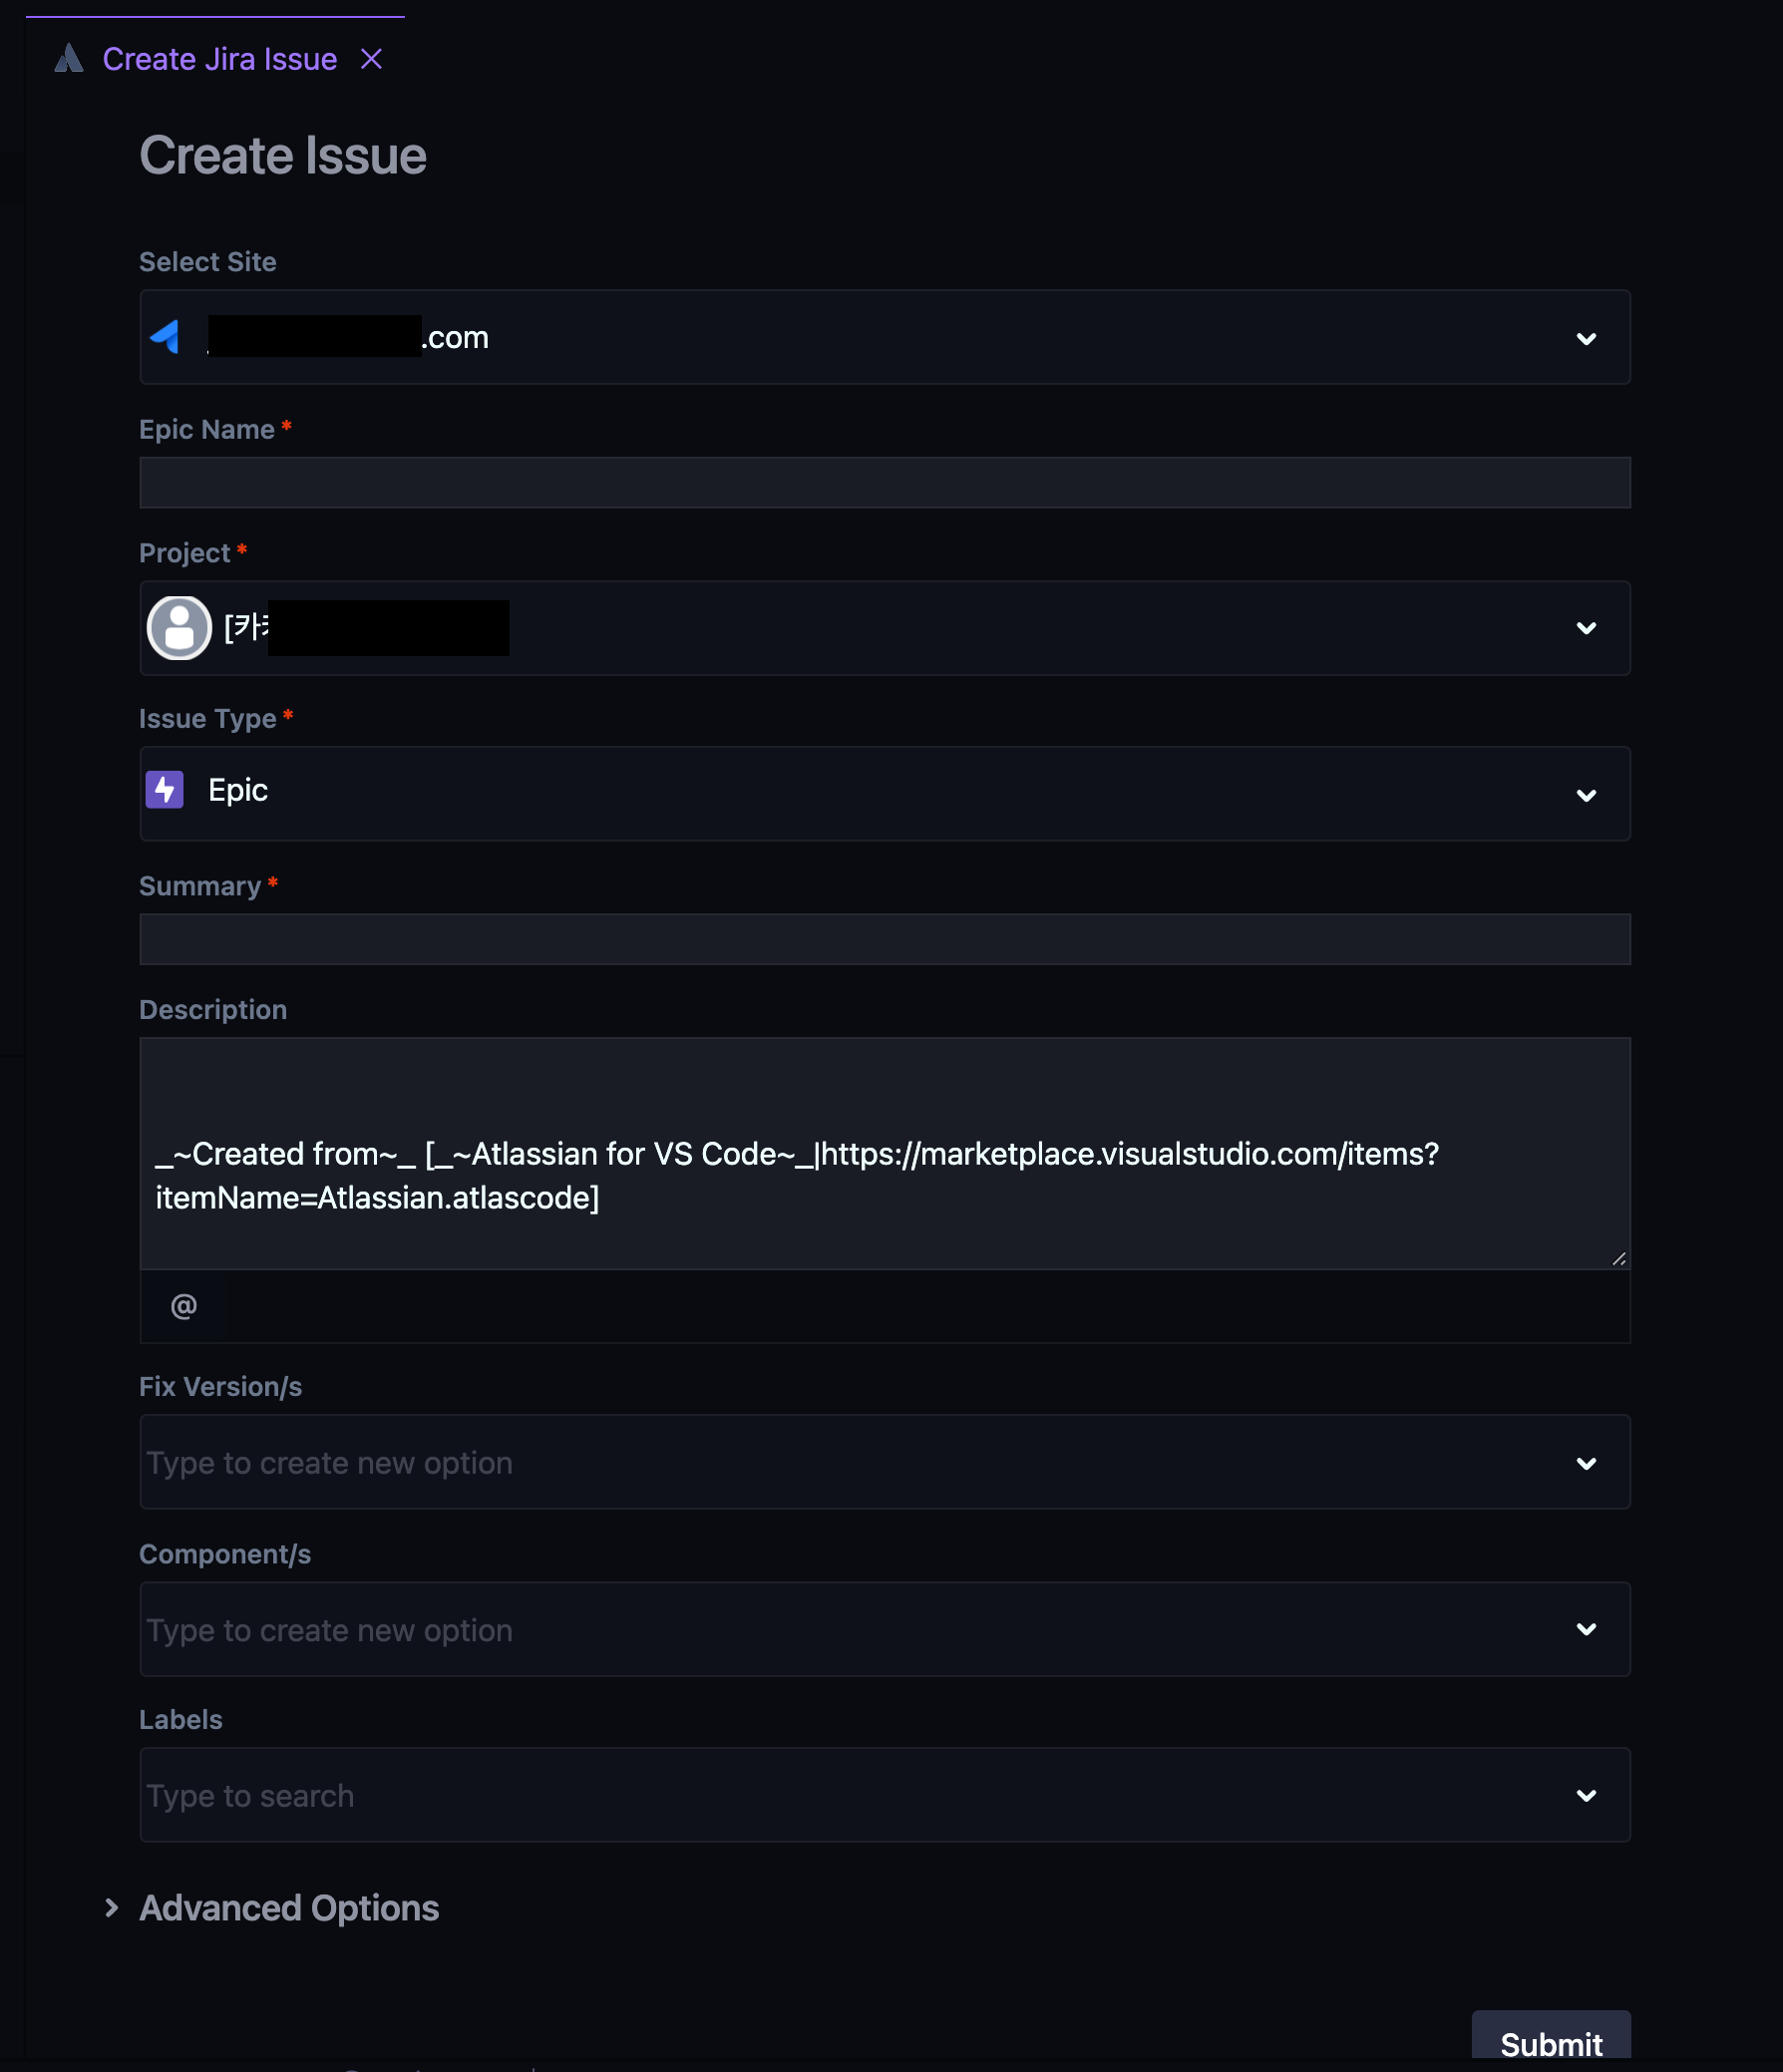 Create Jira Issue
Create Issue
Select Site
.com
Epic Name *
Project *
[카
Issue Type *
Epic
Summary *
Description
_~Created from~_ [_~Atlassian for VS Code~_|https://marketplace.visualstudio.com/items?
itemName=Atlassian.atlascode]
@
Fix Version/s
Type to create new option
Component/s
Type to create new option
Labels
Type to search
Advanced Options
Submit